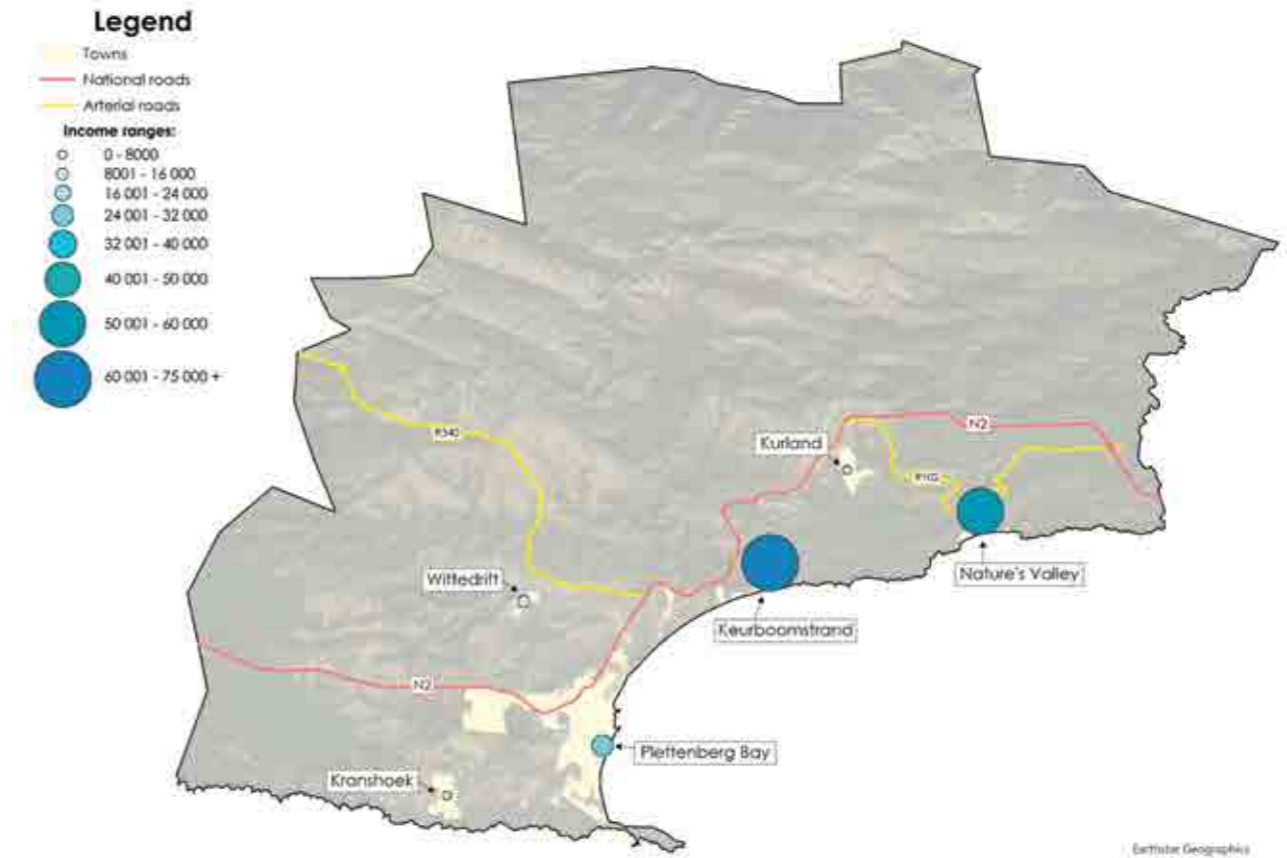 Legend
Towns
National roads
Arterial roads
Income ranges:
0 - 8000
8001 - 16 000
16 001 - 24 000
24 001 - 32 000
32 001 - 40 000
40 001 - 50 000
50 001 - 60 000
60 001 - 75 000 +
R340
Kurland
N2
R102
Nature's Valley
Wittedrift
Keurboomstrand
N2
Plettenberg Bay
Kranshoek
Earthstar Geographics